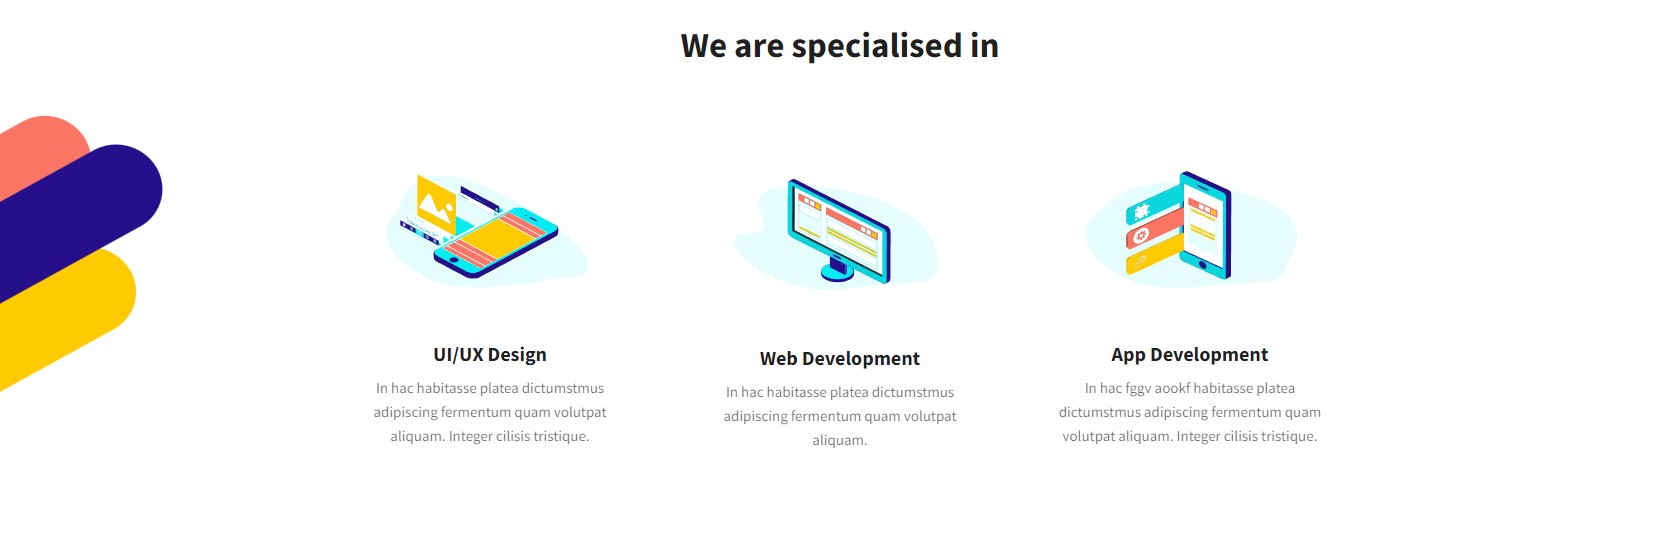 We are specialised in
UI/UX Design
In hac habitasse platea dictumstmus
adipiscing fermentum quam volutpat
aliquam. Integer cilisis tristique.
Web Development
In hac habitasse platea dictumstmus
adipiscing fermentum quam volutpat
aliquam.
App Development
In hac fggv aookf habitasse platea
dictumstmus adipiscing fermentum quam
volutpat aliquam. Integer cilisis tristique.